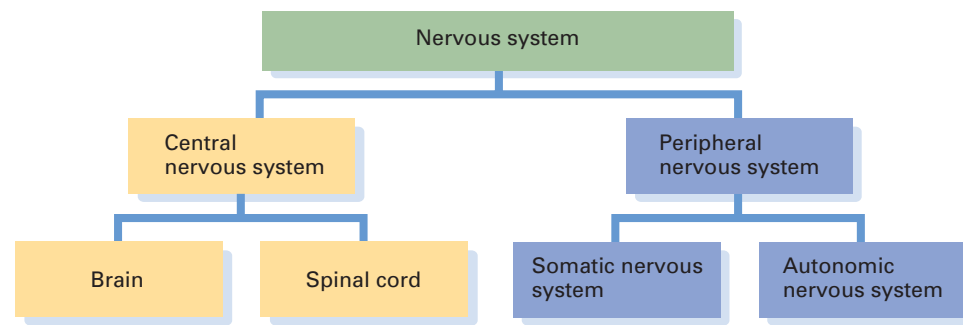 Nervous system
Central
nervous system
Peripheral
nervous system
Brain
Spinal cord
Somatic nervous
system
Autonomic
nervous system